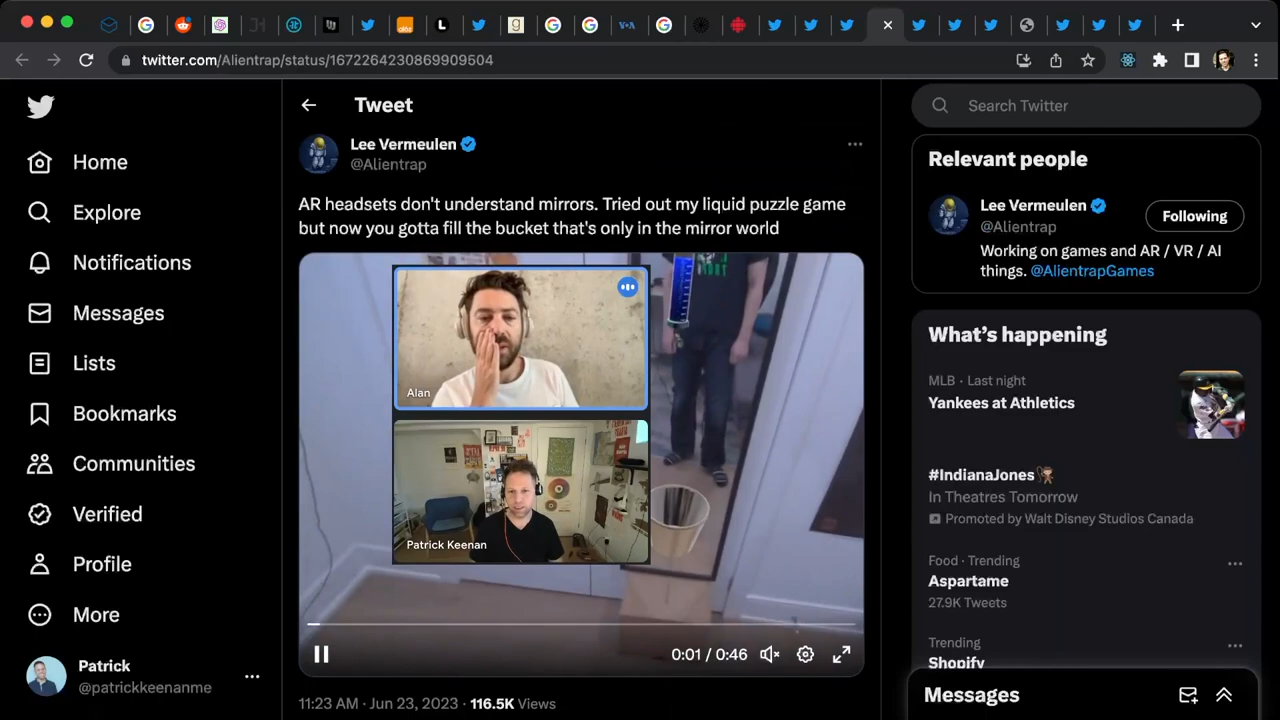 twitter.com/Alientrap/status/1672264230869909504
Home
Explore
Notifications
Messages
Lists
Bookmarks
Communities
Verified
Profile
More
Patrick
@patrickkeenanme
Tweet
Lee Vermeulen
@Alientrap
AR headsets don't understand mirrors. Tried out my liquid puzzle game
but now you gotta fill the bucket that's only in the mirror world
Alan
Patrick Keenan
0:01 / 0:46
11:23 AM · Jun 23, 2023 · 116.5K Views
Search Twitter
Relevant people
Lee Vermeulen
@Alientrap
Following
Working on games and AR / VR / AI
things. @AlientrapGames
What's happening
MLB · Last night
Yankees at Athletics
#IndianaJones
In Theatres Tomorrow
Promoted by Walt Disney Studios Canada
Food · Trending
Aspartame
27.9K Tweets
Trending
Shopify
Messages